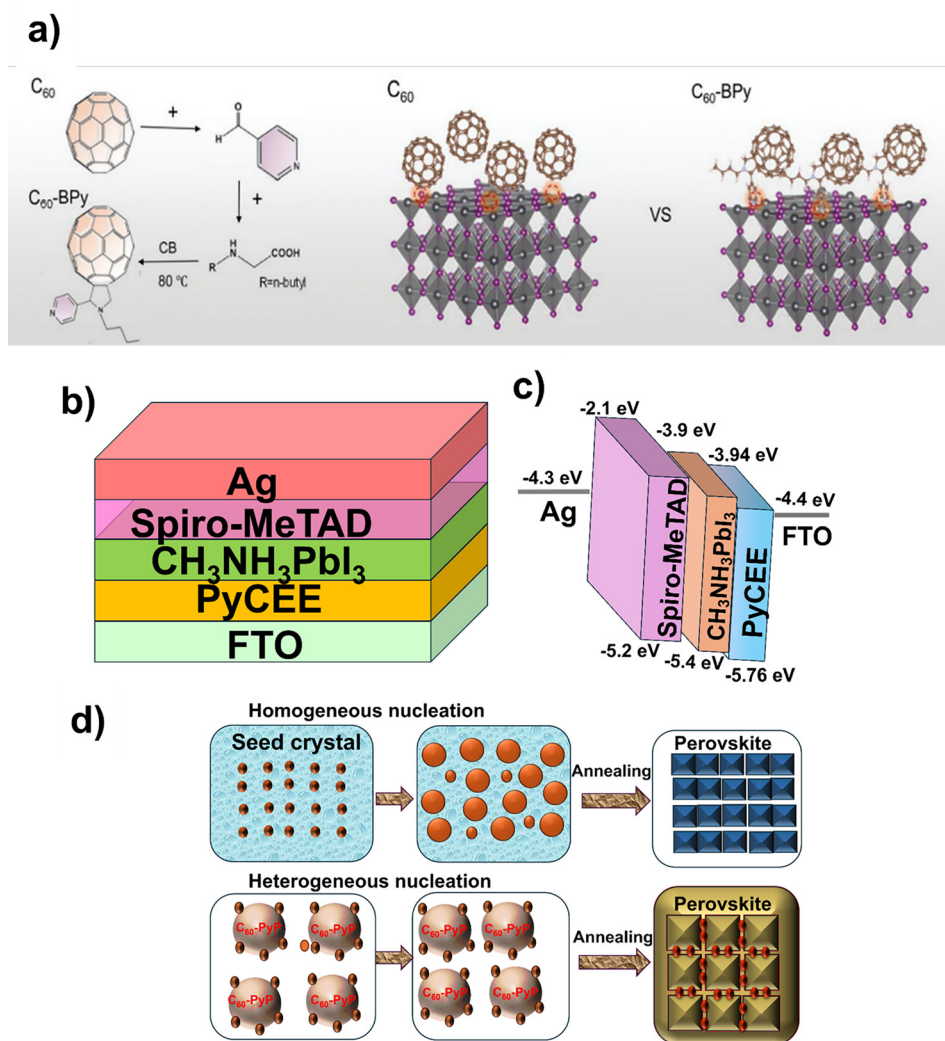 a)
C60
+
O
H
N
+
C60-BPy
CB
80 ℃
H
N
COOH
R
R=n-butyl
N
N
C60
VS
C60-BPy
b)
Ag
Spiro-MeTAD
CH3NH3PbI3
PyCEE
FTO
c)
-2.1 eV
-3.9 eV
-3.94 eV
-4.3 eV
Ag
-4.4 eV
FTO
Spiro-MeTAD
CH3NH3PbI3
PyCEE
-5.2 eV
-5.4 eV
-5.76 eV
d)
Homogeneous nucleation
Seed crystal
Annealing
Perovskite
Heterogeneous nucleation
C60-PyP
C60-PyP
C60-PyP
C60-PyP
C60-PyP
C60-PyP
C60-PyP
C60-PyP
Annealing
Perovskite